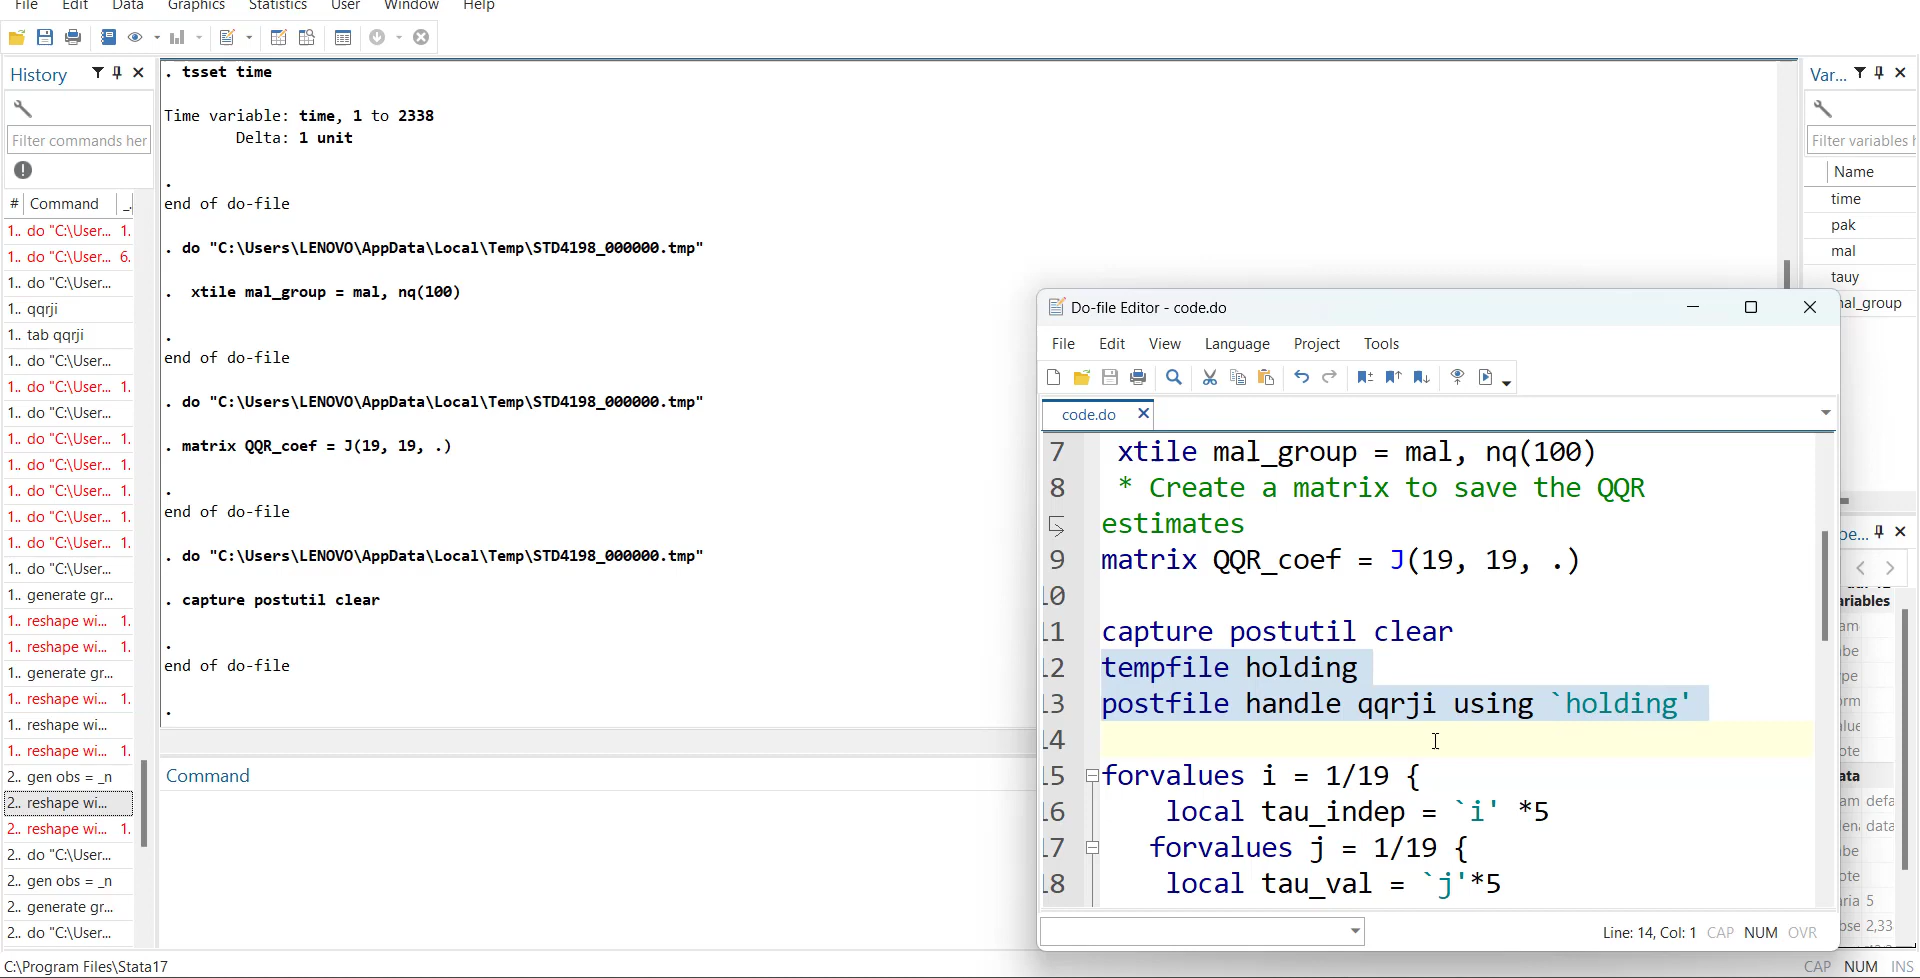 File Edit Data Graphics Statistics User Window Help
History
Filter commands her
# Command
1.. do "C:\User... 1.
1.. do "C:\User... 6.
1.. do "C:\User...
1.. qqrji
1.. tab qqrji
1.. do "C:\User...
1.. do "C:\User... 1.
1.. do "C:\User...
1.. do "C:\User... 1.
1.. do "C:\User... 1.
1.. do "C:\User... 1.
1.. do "C:\User... 1.
1.. do "C:\User... 1.
1.. do "C:\User...
1.. generate gr...
1.. reshape wi... 1.
1.. reshape wi... 1.
1.. generate gr...
1.. reshape wi... 1.
1.. reshape wi...
1.. reshape wi... 1.
2.. gen obs = _n
2.. reshape wi...
2.. reshape wi... 1.
2.. do "C:\User...
2.. gen obs = _n
2.. generate gr...
2.. do "C:\User...
. tsset time
Time variable: time, 1 to 2338
Delta: 1 unit
.
end of do-file
. do "C:\Users\LENOVO\AppData\Local\Temp\STD4198_000000.tmp"
. xtile mal_group = mal, nq(100)
.
end of do-file
. do "C:\Users\LENOVO\AppData\Local\Temp\STD4198_000000.tmp"
. matrix QQR_coef = J(19, 19, .)
.
end of do-file
. do "C:\Users\LENOVO\AppData\Local\Temp\STD4198_000000.tmp"
. capture postutil clear
.
end of do-file
.
Command
Do-file Editor - code.do
File Edit View Language Project Tools
code.do
7 xtile mal_group = mal, nq(100)
8 * Create a matrix to save the QQR
estimates
9 matrix QQR_coef = J(19, 19, .)
10
11 capture postutil clear
12 tempfile holding
13 postfile handle qqrji using `holding'
14
15 forvalues i = 1/19 {
16 local tau_indep = `i' *5
17 forvalues j = 1/19 {
18 local tau_val = `j'*5
Line: 14, Col: 1 CAP NUM OVR
Var...
Filter variables h
Name
time
pak
mal
tauy
mal_group
C:\Program Files\Stata17
CAP NUM INS